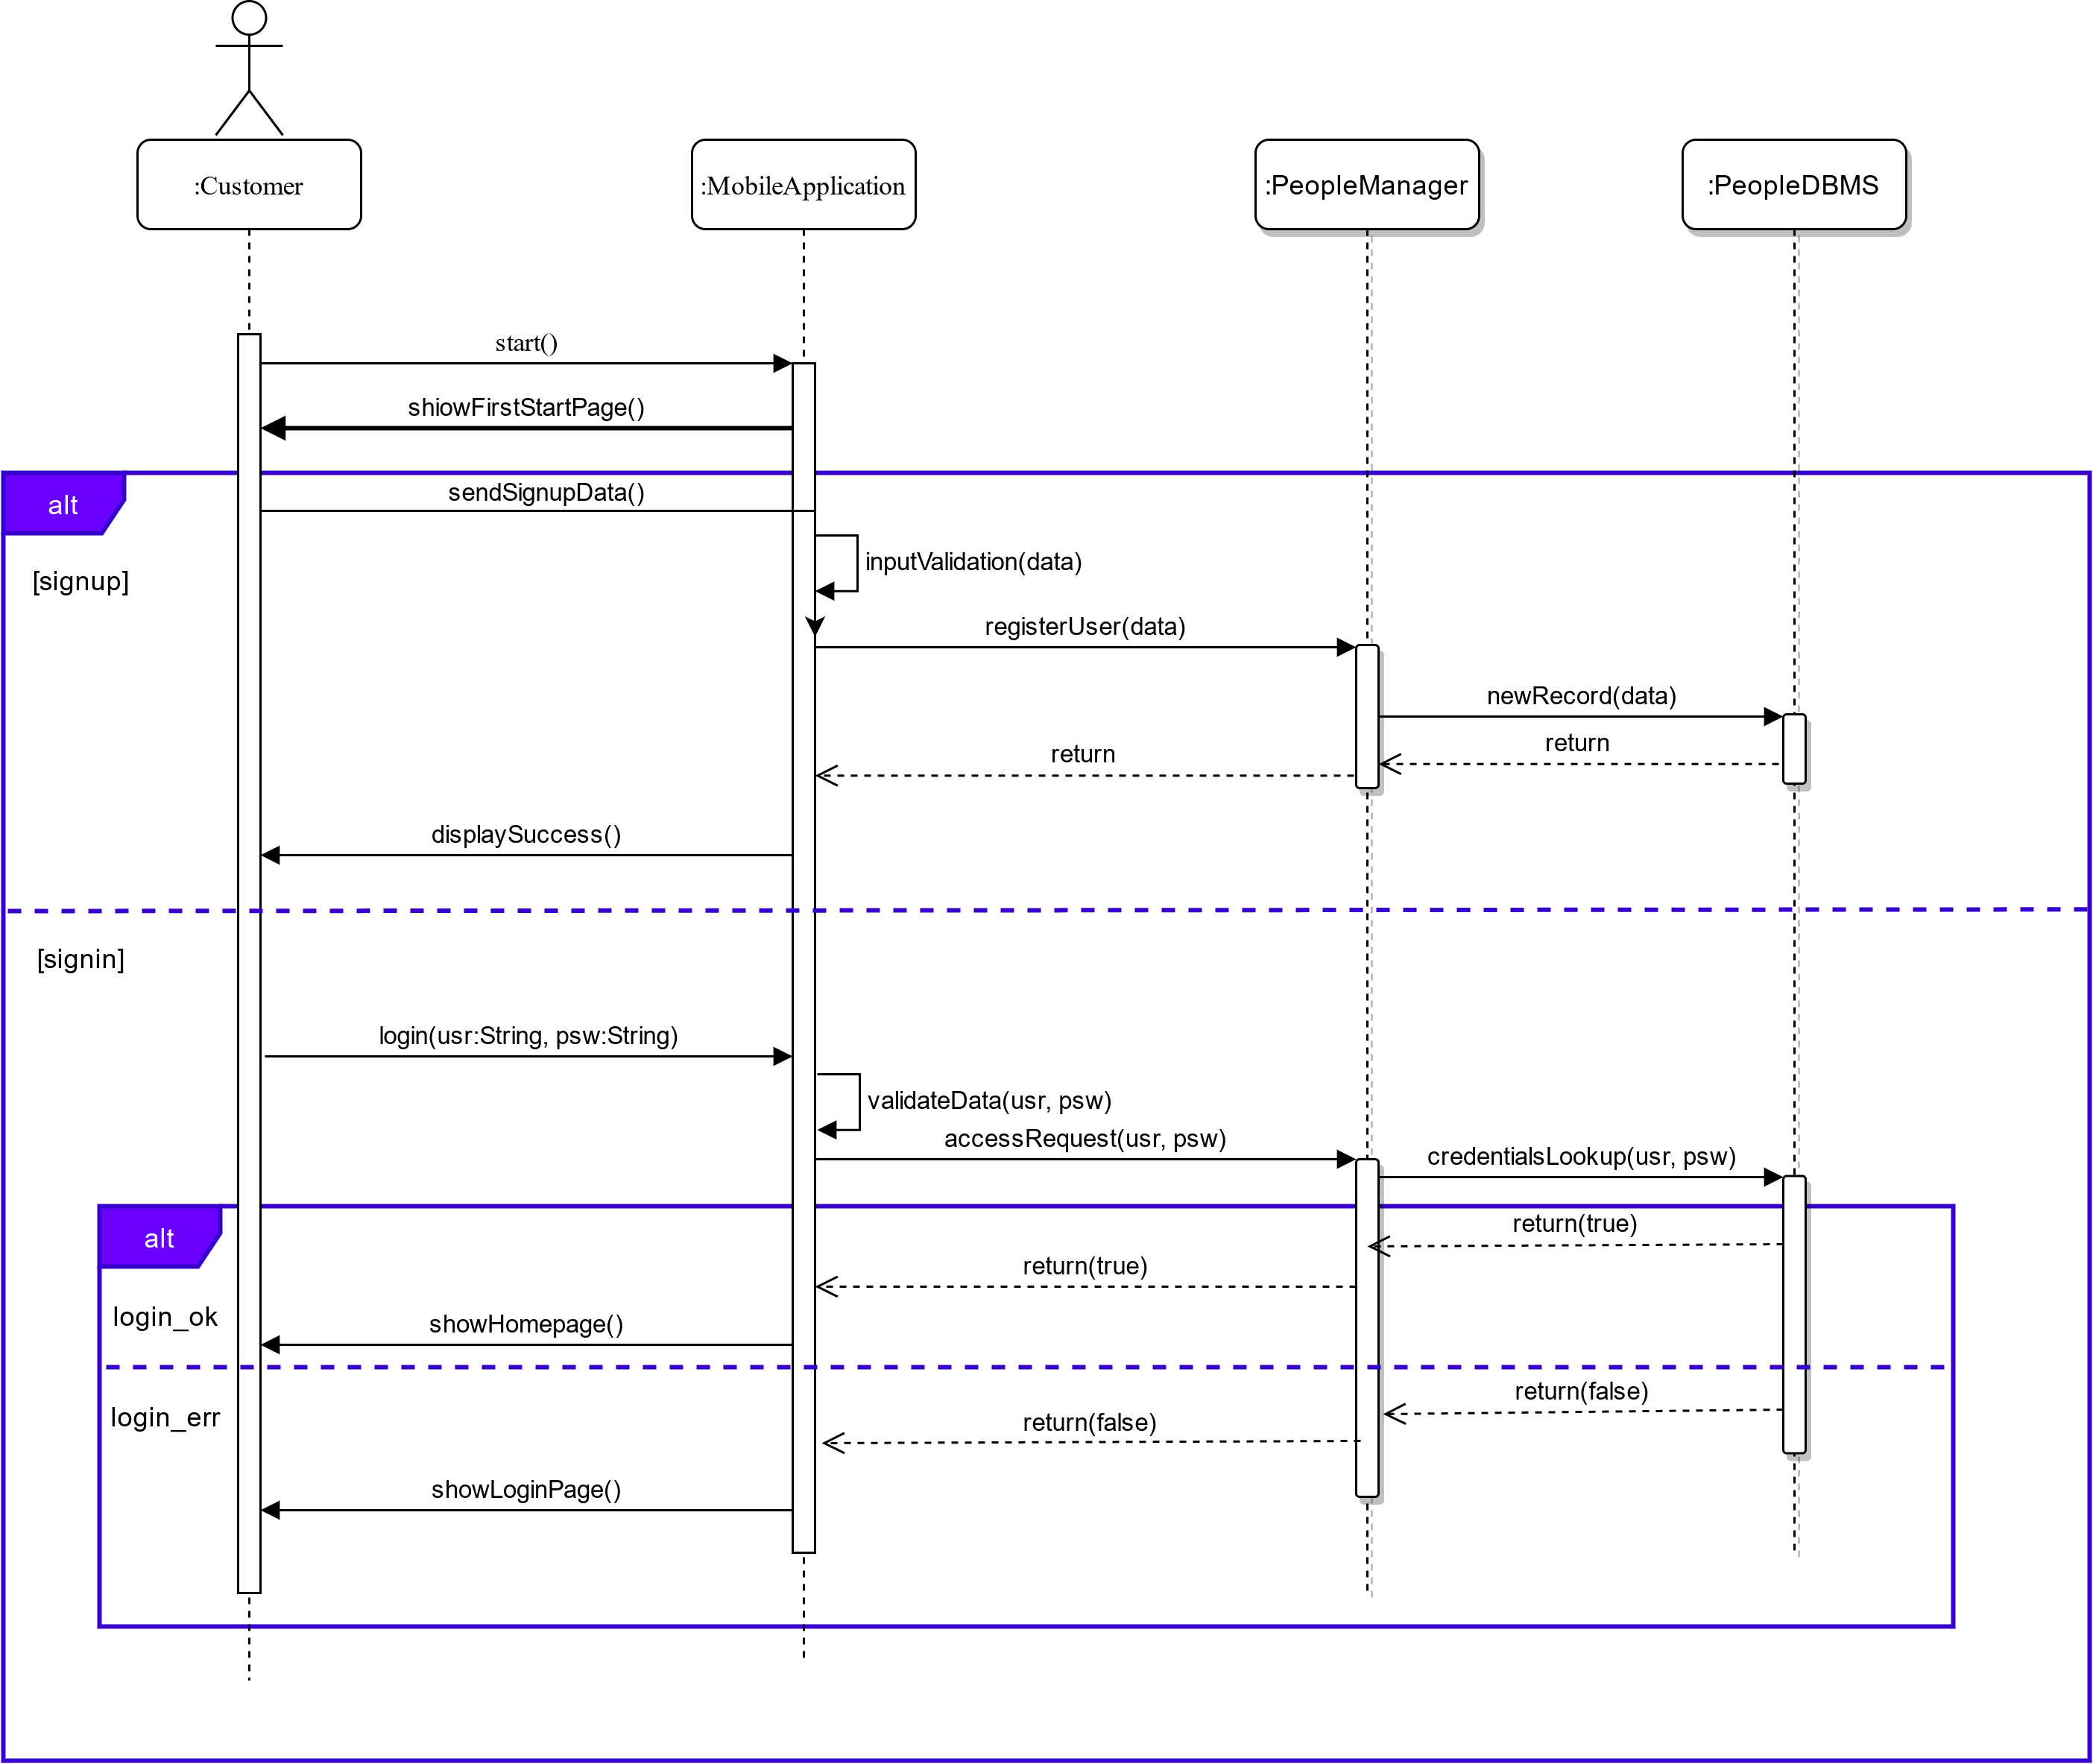 :Customer
:MobileApplication
:PeopleManager
:PeopleDBMS
start()
shiowFirstStartPage()
alt
sendSignupData()
[signup]
inputValidation(data)
registerUser(data)
newRecord(data)
return
return
displaySuccess()
[signin]
login(usr:String, psw:String)
validateData(usr, psw)
accessRequest(usr, psw)
credentialsLookup(usr, psw)
alt
return(true)
return(true)
login_ok
showHomepage()
return(false)
login_err
return(false)
showLoginPage()